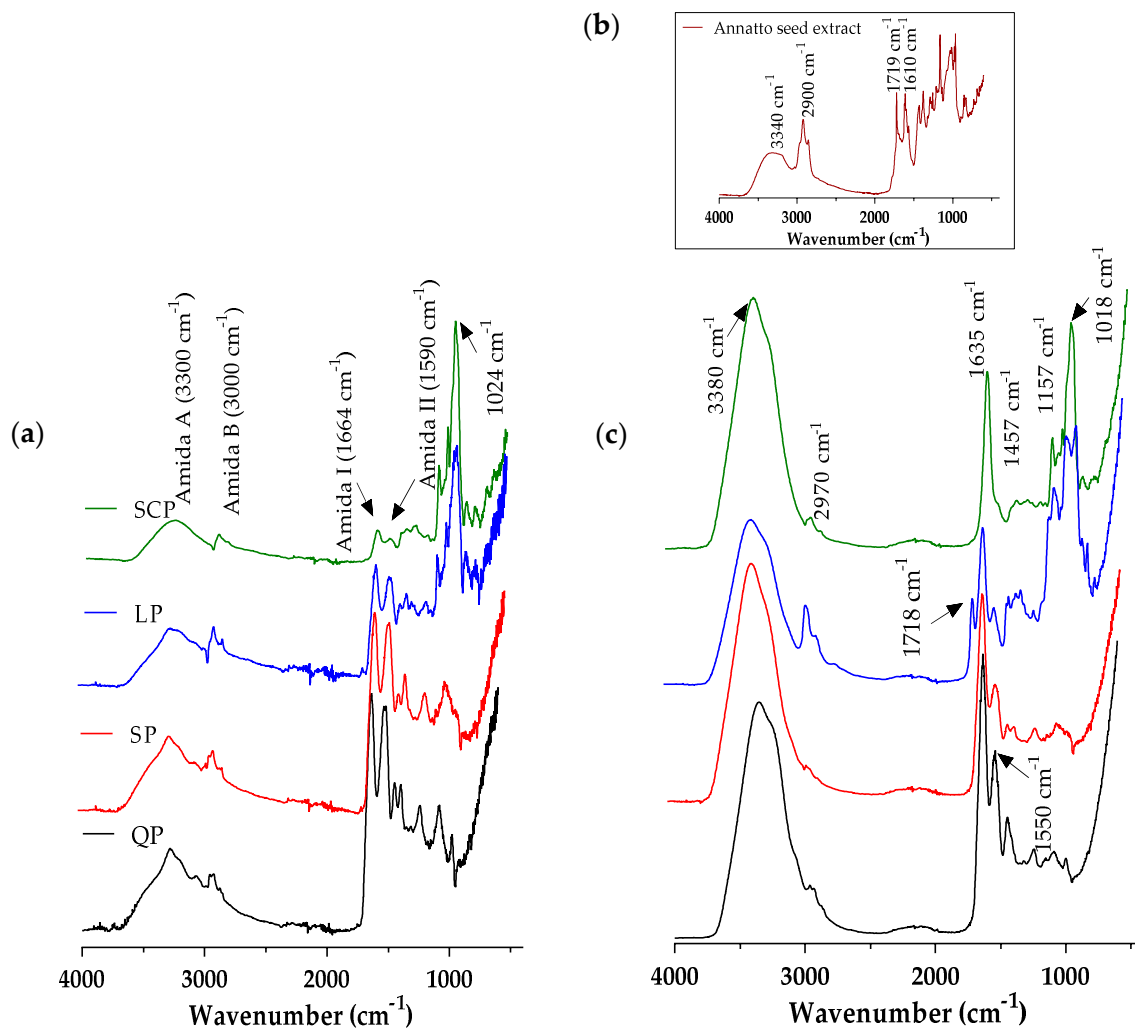 (b)
Annatto seed extract
3340 cm-1
2900 cm-1
1719 cm-1
1610 cm-1
4000 3000 2000 1000
Wavenumber (cm-1)
(a)
Amida A (3300 cm-1)
Amida B (3000 cm-1)
Amida I (1664 cm-1)
Amida II (1590 cm-1)
1024 cm-1
SCP
LP
SP
QP
4000 3000 2000 1000
Wavenumber (cm-1)
(c)
3380 cm-1
2970 cm-1
1718 cm-1
1635 cm-1
1457 cm-1
1157 cm-1
1018 cm-1
1550 cm-1
4000 3000 2000 1000
Wavenumber (cm-1)